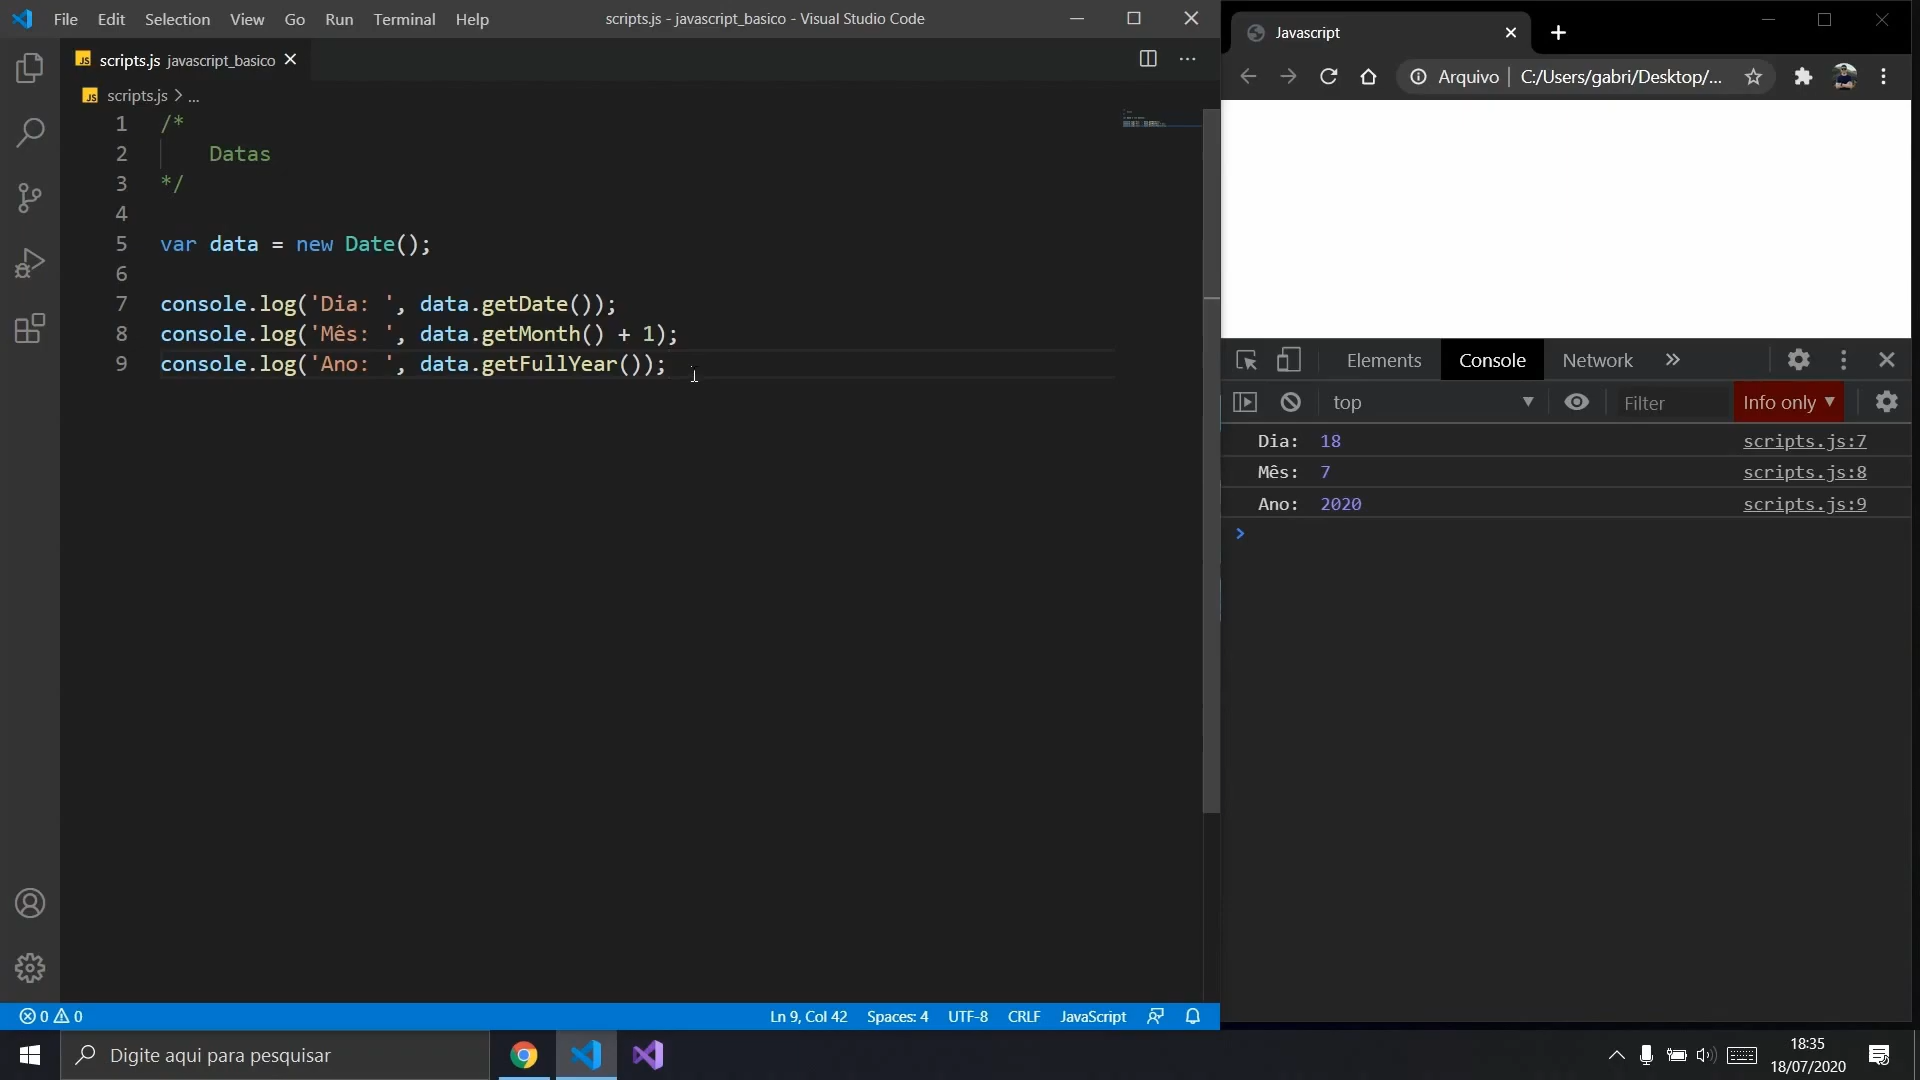 File Edit Selection View Go Run Terminal Help
scripts.js - javascript_basico - Visual Studio Code
JS scripts.js javascript_basico
JS scripts.js > ...
1 /*
2 Datas
3 */
4
5 var data = new Date();
6
7 console.log('Dia: ', data.getDate());
8 console.log('Mês: ', data.getMonth() + 1);
9 console.log('Ano: ', data.getFullYear());
0 0
Ln 9, Col 42 Spaces: 4 UTF-8 CRLF JavaScript
Javascript
Arquivo | C:/Users/gabri/Desktop/...
Elements Console Network
top Filter Info only
Dia: 18 scripts.js:7
Mês: 7 scripts.js:8
Ano: 2020 scripts.js:9
Digite aqui para pesquisar
18:35
18/07/2020